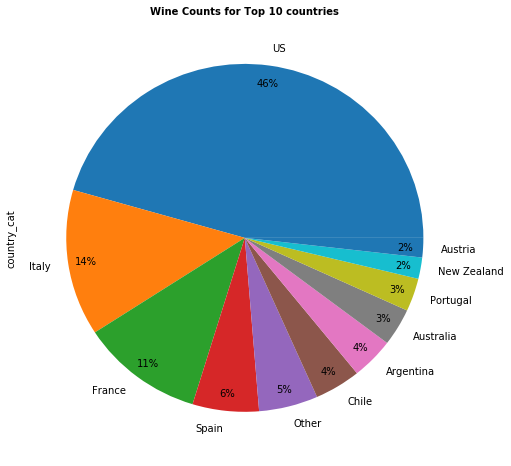 Wine Counts for Top 10 countries
US
46%
country_cat
Italy
14%
France
11%
Spain
6%
Other
5%
Chile
4%
Argentina
4%
Australia
3%
Portugal
3%
New Zealand
2%
Austria
2%